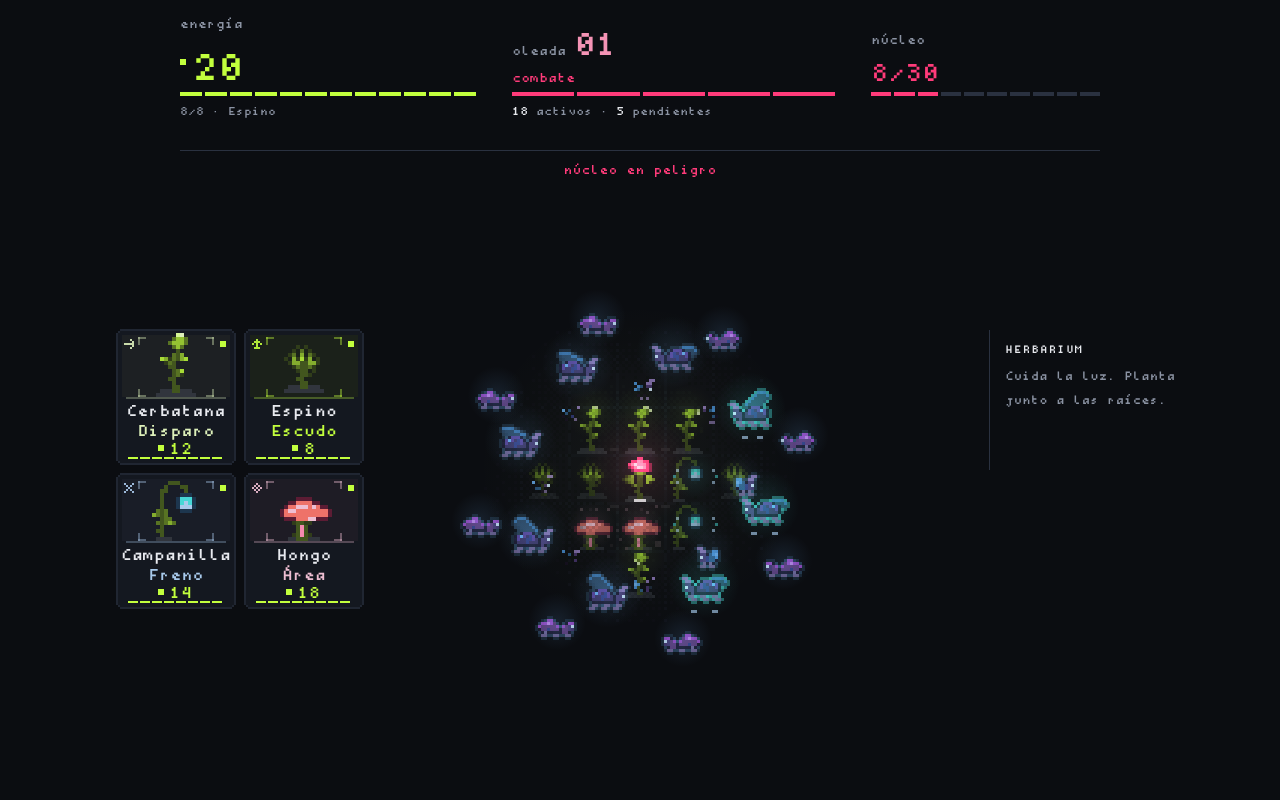 energía
20
8/8 · Espino
oleada 01
combate
18 activos · 5 pendientes
núcleo
8/30
núcleo en peligro
Cerbatana
Disparo
12
Espino
Escudo
8
Campanilla
Freno
14
Hongo
Área
18
HERBARIUM
Cuida la luz. Planta
junto a las raíces.